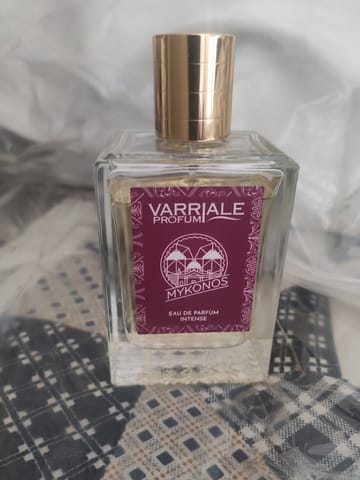 VARRIALE
PROFUMI
MYKONOS
EAU DE PARFUM
INTENSE